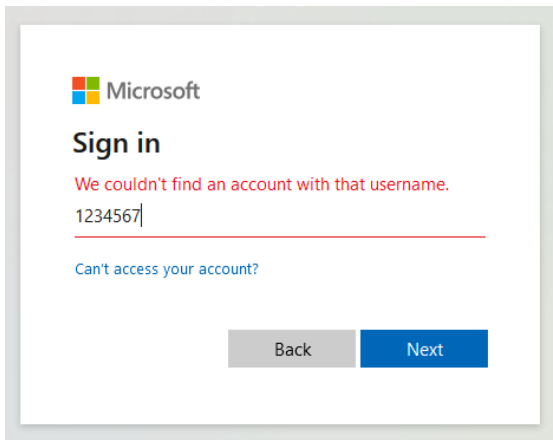 Microsoft
Sign in
We couldn't find an account with that username.
1234567
Can't access your account?
Back Next